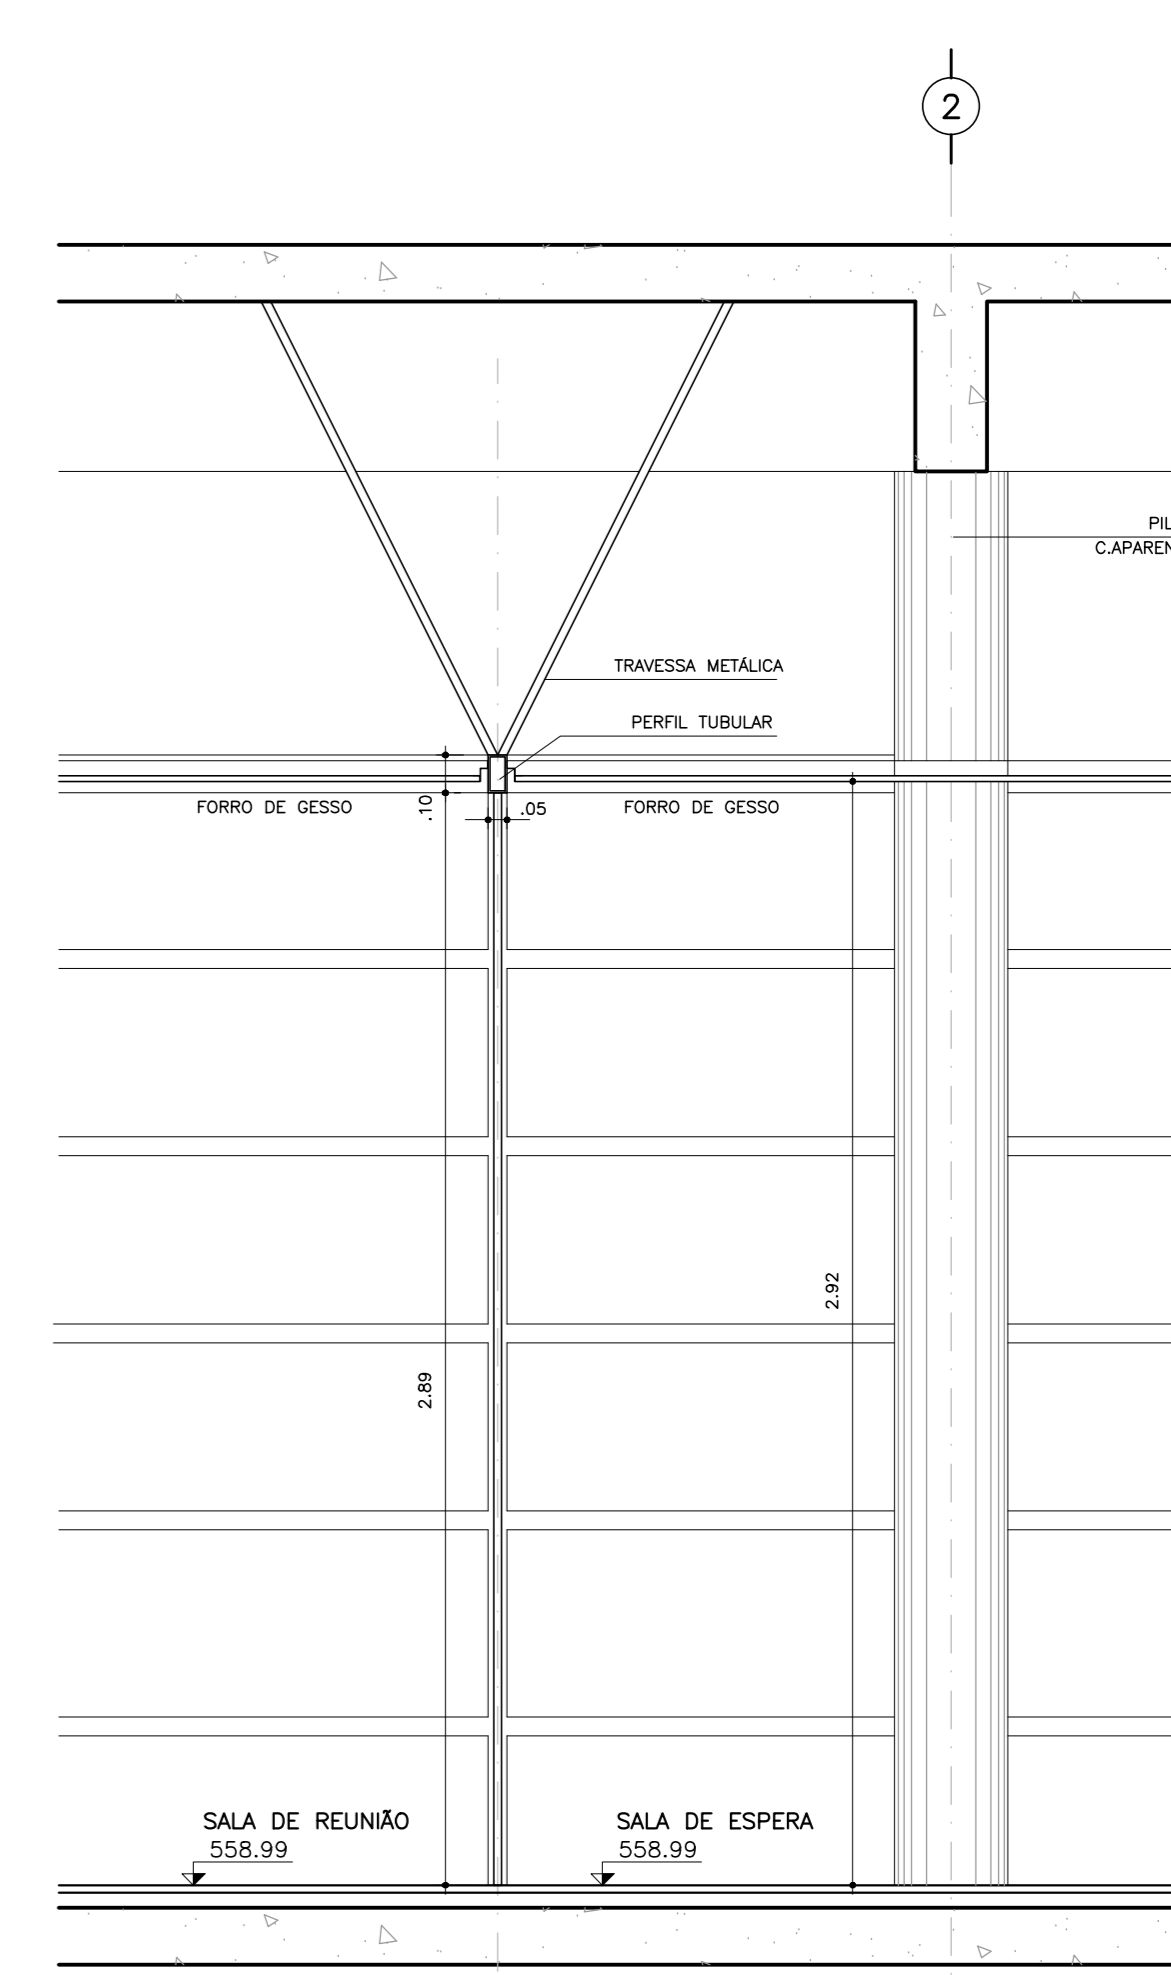 2
PIL
C.APAREN
TRAVESSA METÁLICA
PERFIL TUBULAR
FORRO DE GESSO
.10
.05
FORRO DE GESSO
2.92
2.89
SALA DE REUNIÃO
558.99
SALA DE ESPERA
558.99